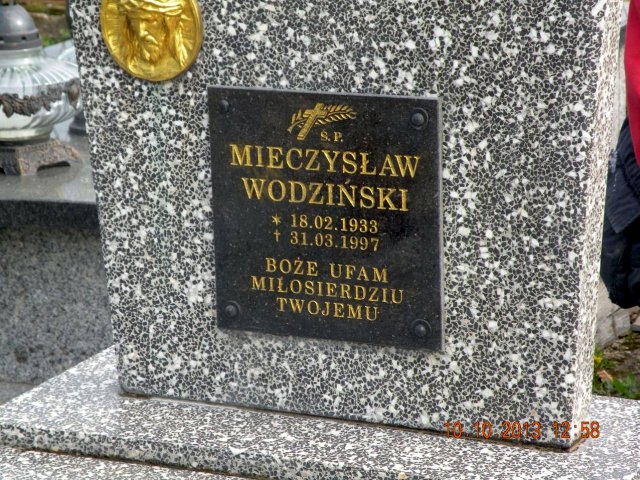 Ś.P.
MIECZYSŁAW
WODZIŃSKI
* 18.02.1933
† 31.03.1997
BOŻE UFAM
MIŁOSIERDZIU
TWOJEMU
10.10.2013 12:58